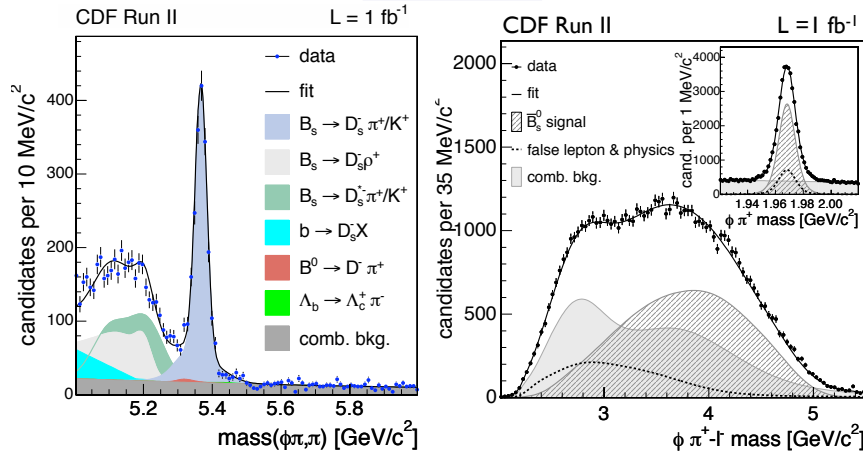 CDF Run II L = 1 fb⁻¹
candidates per 10 MeV/c²
400
300
200
100
0
data
fit
Bₛ → Dₛ⁻ π⁺/K⁺
Bₛ → Dₛ⁻ρ⁺
Bₛ → Dₛ*⁻π⁺/K⁺
b → Dₛ⁻X
B⁰ → D⁻ π⁺
Λb → Λc⁺ π⁻
comb. bkg.
5.2 5.4 5.6 5.8
mass(ϕπ,π) [GeV/c²]
CDF Run II L = 1 fb⁻¹
candidates per 35 MeV/c²
2000
1500
1000
500
0
data
fit
B̄ₛ⁰ signal
false lepton & physics
comb. bkg.
cand. per 1 MeV/c²
4000
3000
2000
1000
0
1.94 1.96 1.98 2.00
ϕ π⁺ mass [GeV/c²]
3 4 5
ϕ π⁺-l⁻ mass [GeV/c²]